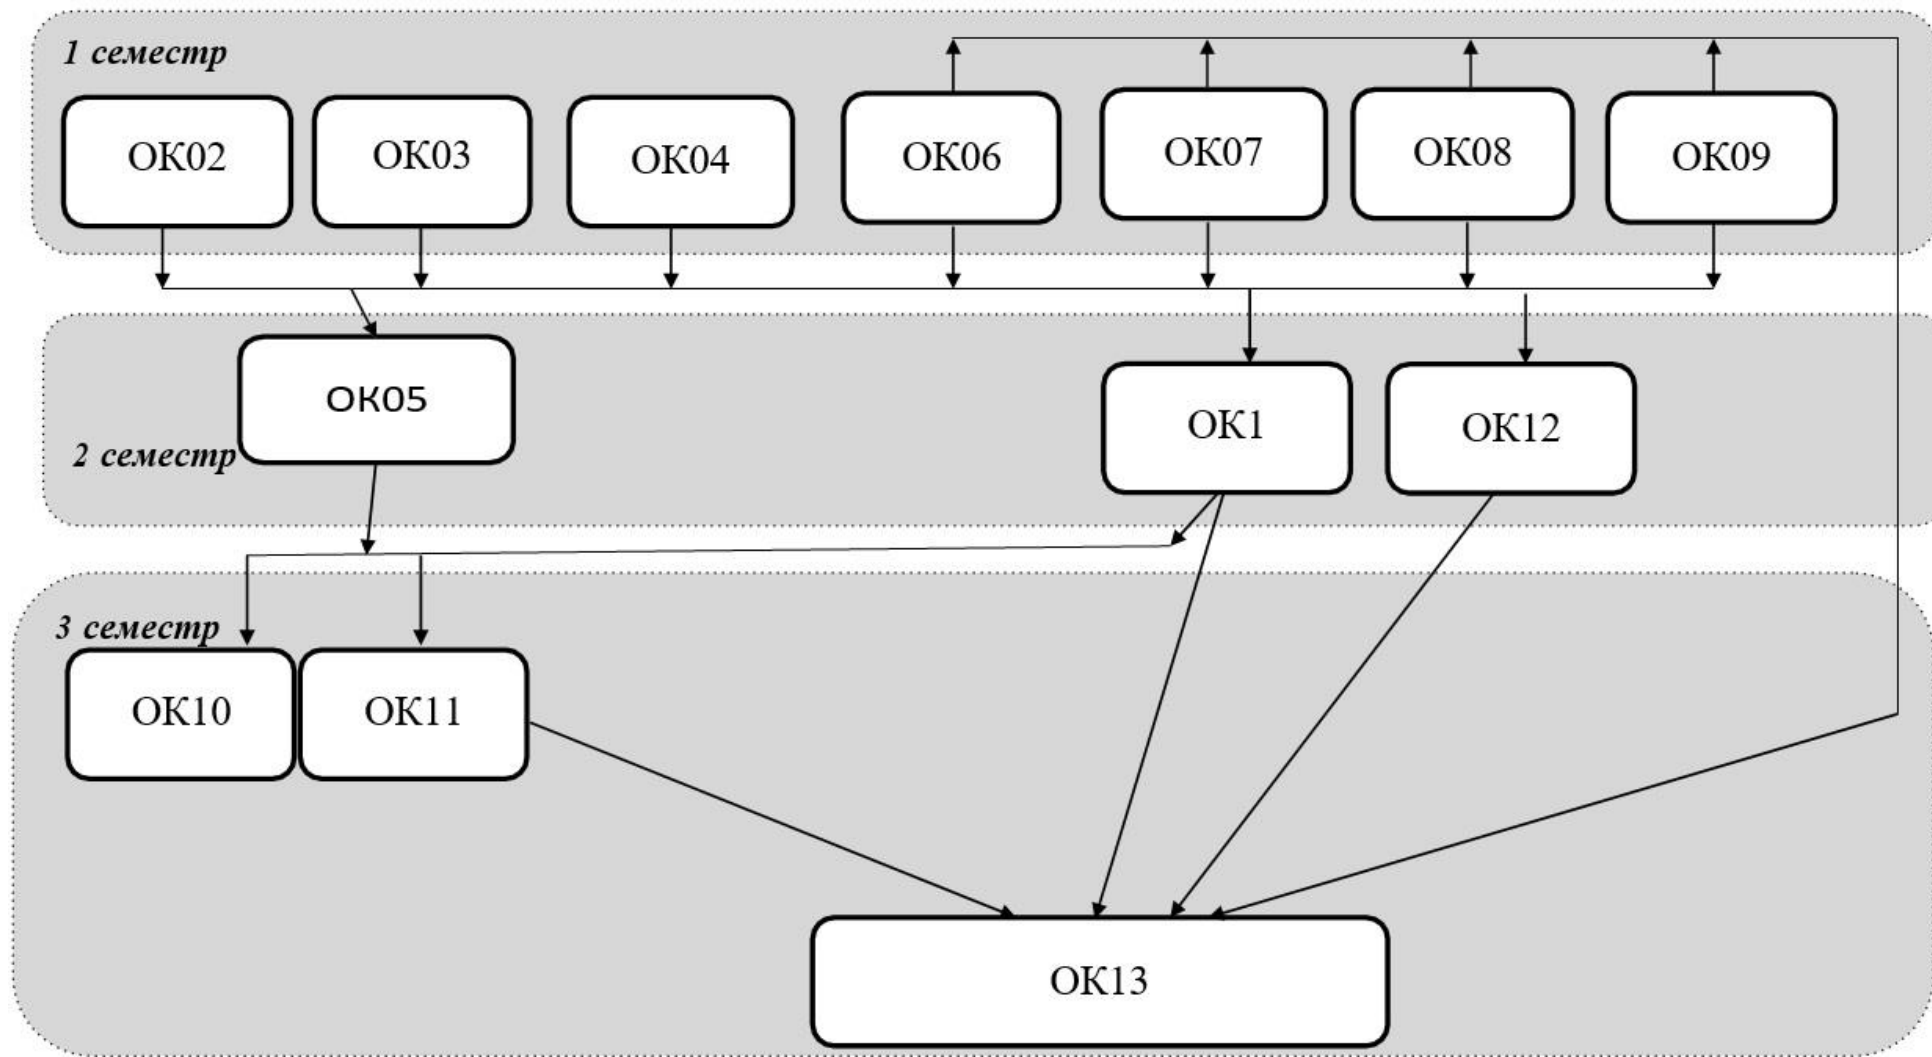 1 семестр
ОК02
ОК03
ОК04
ОК06
ОК07
ОК08
ОК09
ОК05
ОК1
ОК12
2 семестр
3 семестр
ОК10
ОК11
ОК13